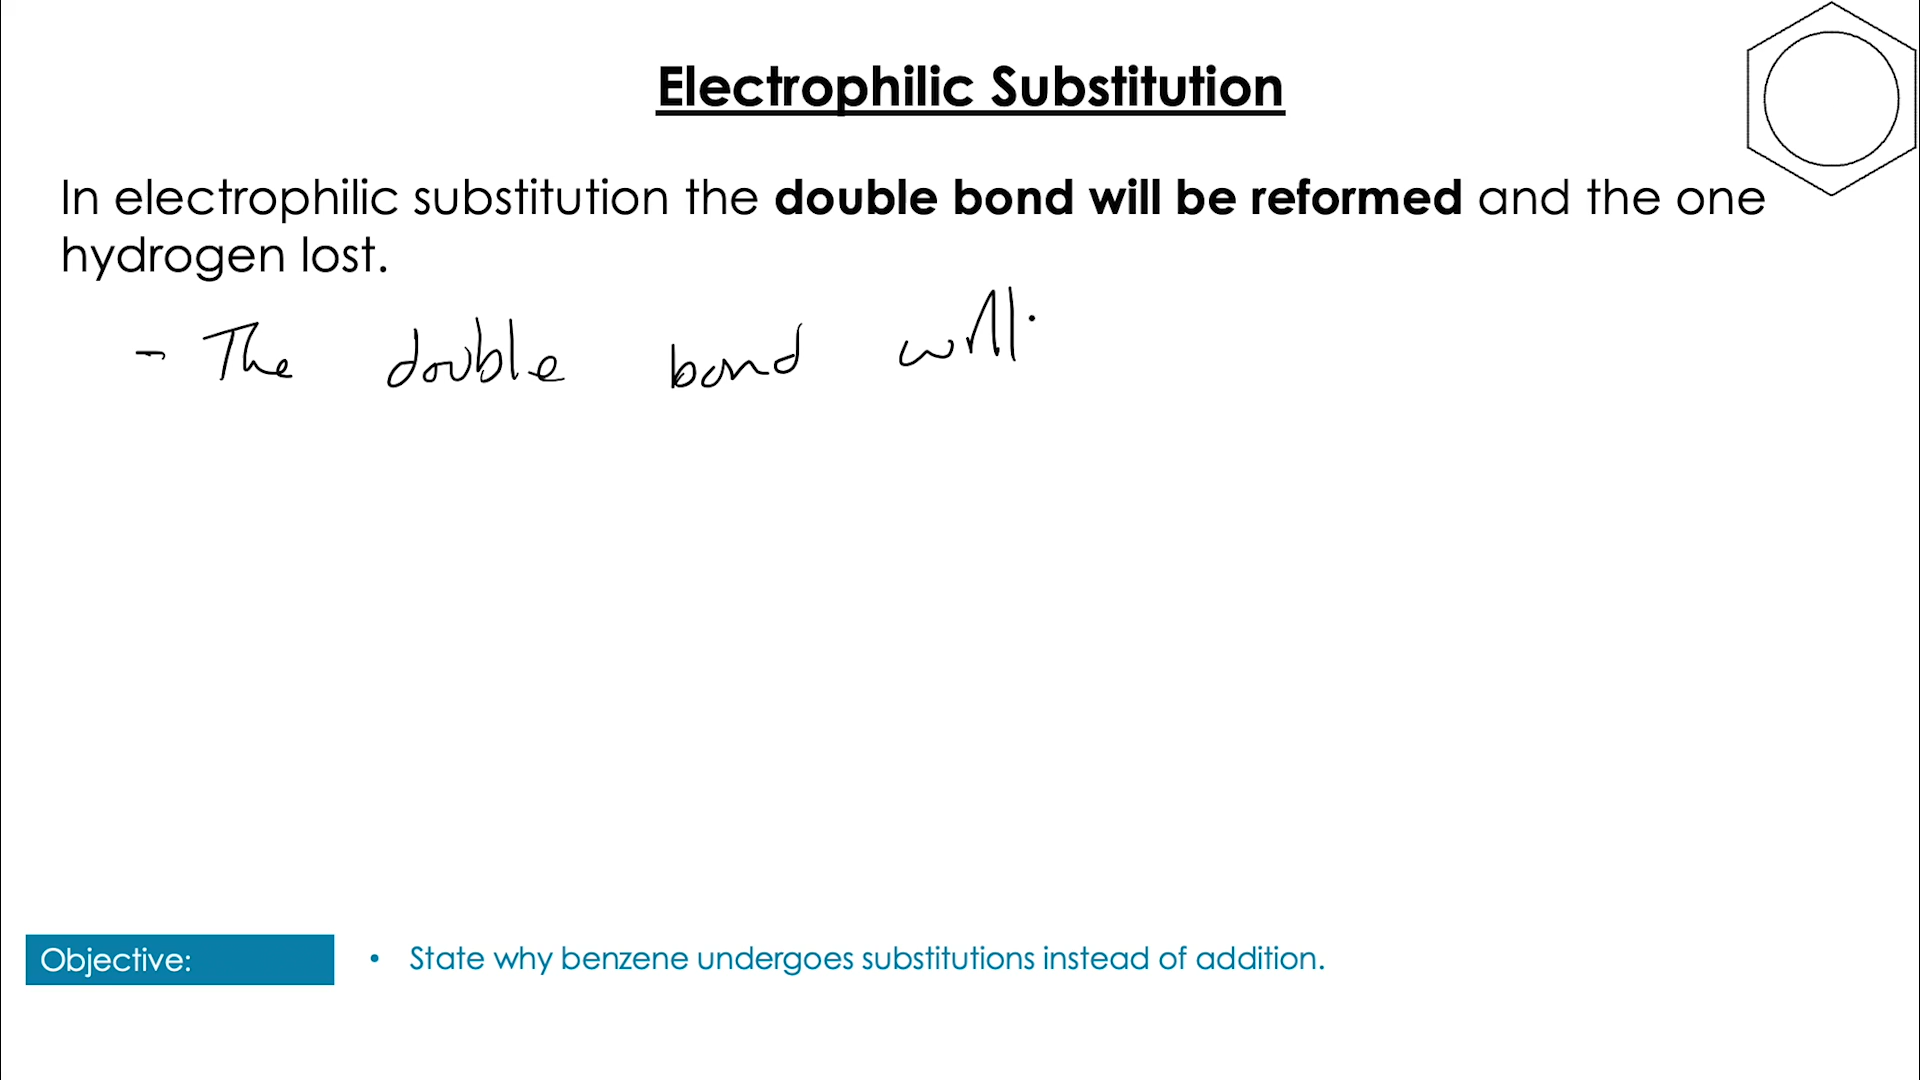 Electrophilic Substitution
In electrophilic substitution the double bond will be reformed and the one
hydrogen lost.
- The double bond will
Objective:
• State why benzene undergoes substitutions instead of addition.